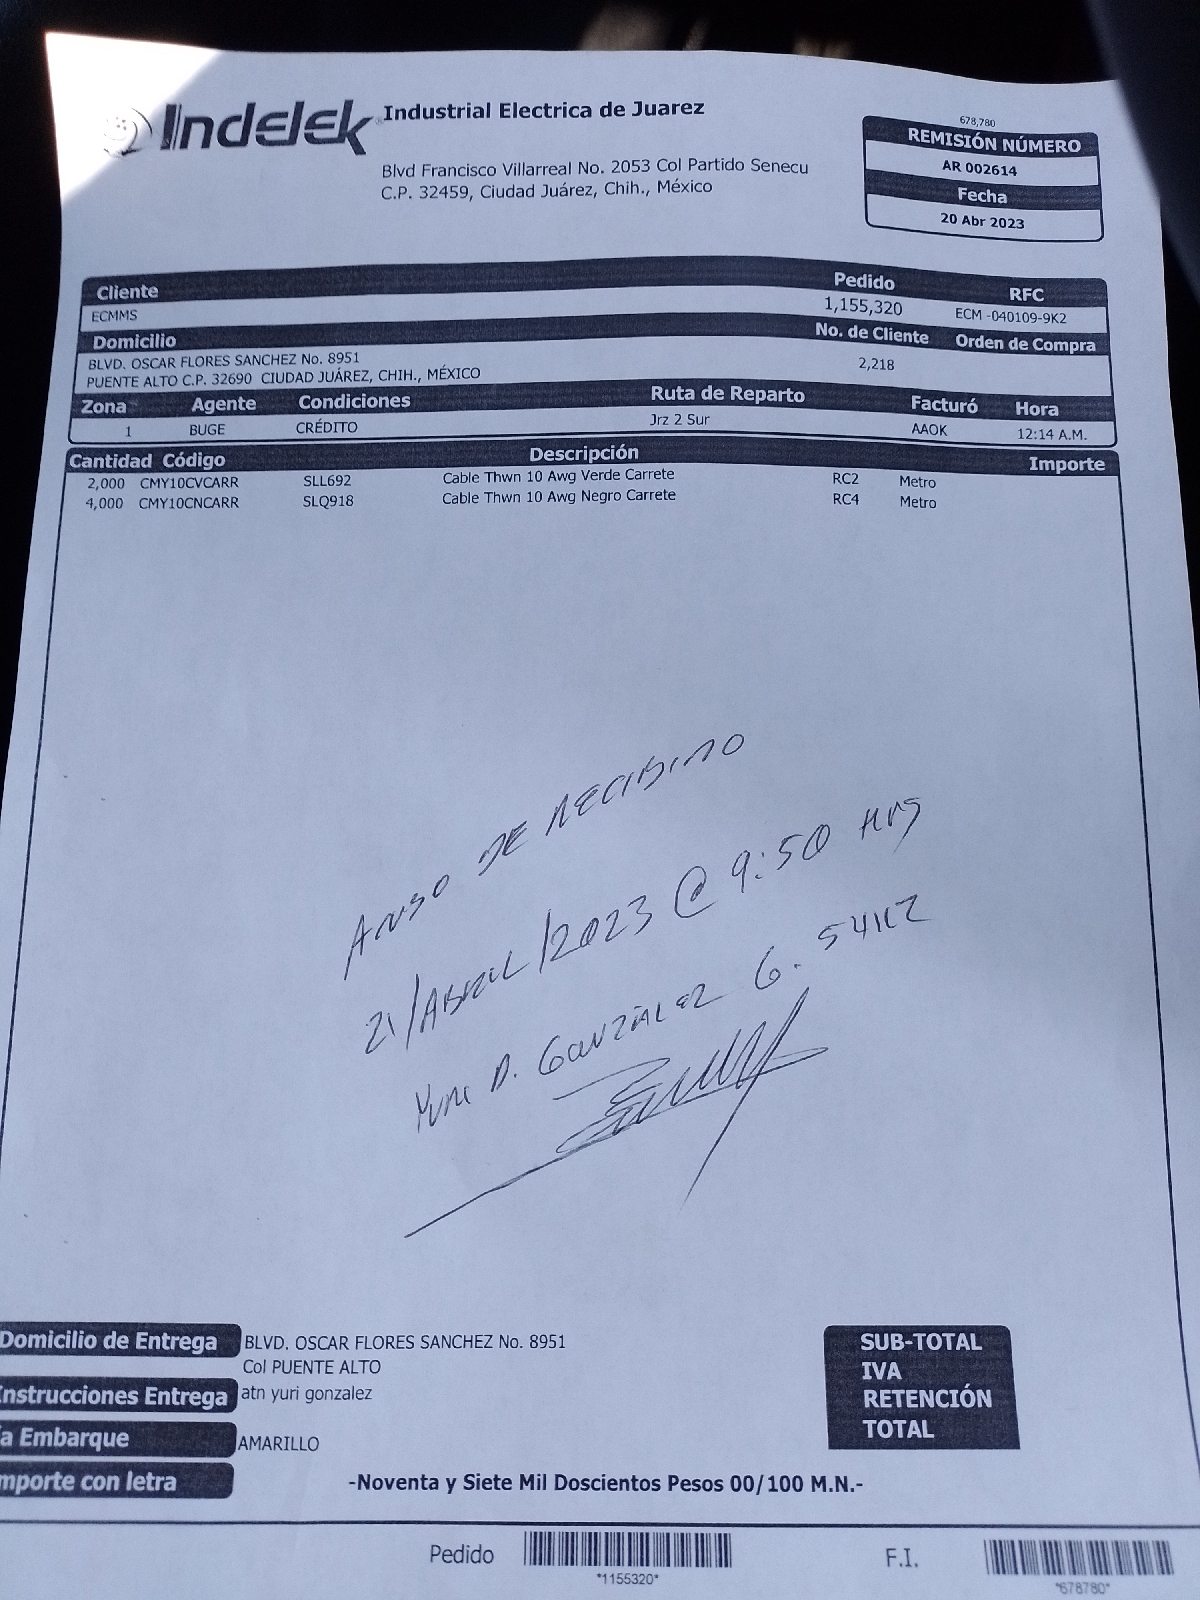 Indelek
Industrial Electrica de Juarez
Blvd Francisco Villarreal No. 2053 Col Partido Senecu
C.P. 32459, Ciudad Juárez, Chih., México
678,780
REMISIÓN NÚMERO
AR 002614
Fecha
20 Abr 2023
Cliente Pedido RFC
ECMMS 1,155,320 ECM -040109-9K2
Domicilio No. de Cliente Orden de Compra
BLVD. OSCAR FLORES SANCHEZ No. 8951 2,218
PUENTE ALTO C.P. 32690 CIUDAD JUÁREZ, CHIH., MÉXICO
Zona Agente Condiciones Ruta de Reparto Facturó Hora
1 BUGE CRÉDITO Jrz 2 Sur AAOK 12:14 A.M.
Cantidad Código Descripción Importe
2,000 CMY10CVCARR SLL692 Cable Thwn 10 Awg Verde Carrete RC2 Metro
4,000 CMY10CNCARR SLQ918 Cable Thwn 10 Awg Negro Carrete RC4 Metro
DE RECIBIDO
21/ABRIL/2023 @ 9:50 Hrs
YURI D. GONZÁLEZ G.
Domicilio de Entrega BLVD. OSCAR FLORES SANCHEZ No. 8951
Col PUENTE ALTO
Instrucciones Entrega atn yuri gonzalez
a Embarque AMARILLO
mporte con letra -Noventa y Siete Mil Doscientos Pesos 00/100 M.N.-
SUB-TOTAL
IVA
RETENCIÓN
TOTAL
Pedido *1155320* F.I. *678780*